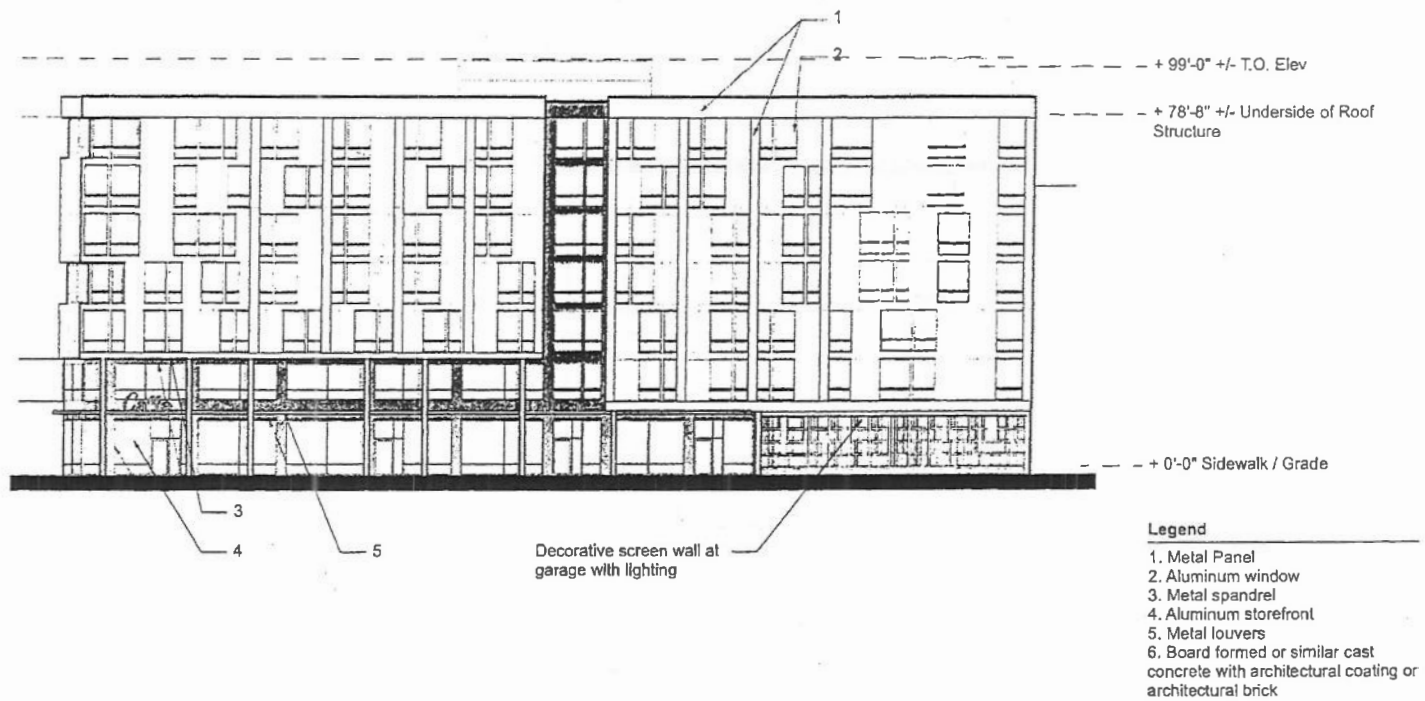 1
2
+ 99'-0" +/- T.O. Elev
+ 78'-8" +/- Underside of Roof
Structure
+ 0'-0" Sidewalk / Grade
3
4
5
Decorative screen wall at
garage with lighting
Legend
1. Metal Panel
2. Aluminum window
3. Metal spandrel
4. Aluminum storefront
5. Metal louvers
6. Board formed or similar cast
concrete with architectural coating or
architectural brick